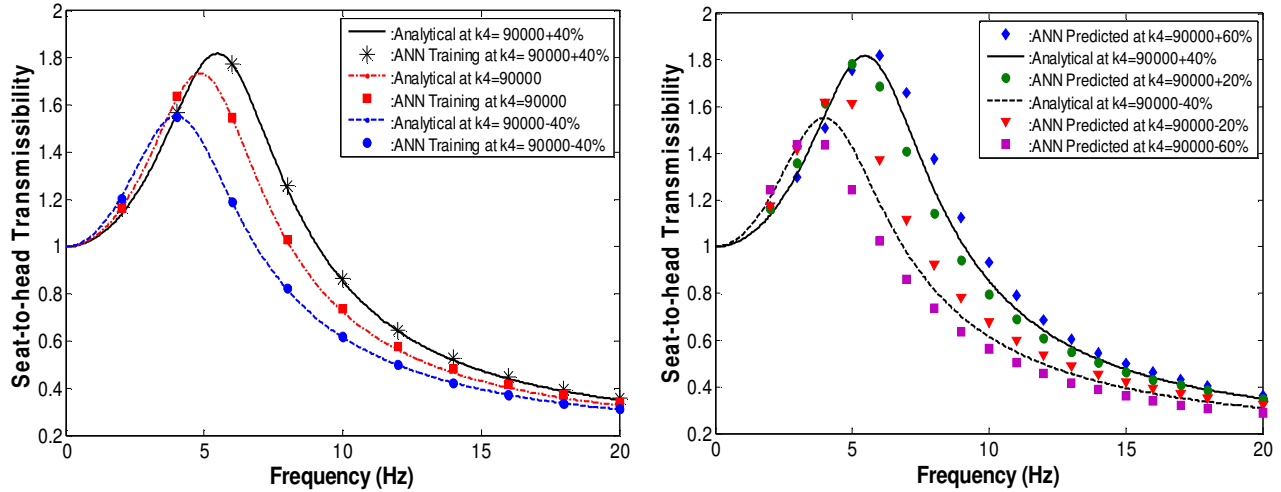 2
1.8
1.6
1.4
1.2
1
0.8
0.6
0.4
0.2
0
5
10
15
20
Seat-to-head Transmissibility
Frequency (Hz)
:Analytical at k4= 90000+40%
:ANN Training at k4= 90000+40%
:Analytical at k4=90000
:ANN Training at k4=90000
:Analytical at k4= 90000-40%
:ANN Training at k4= 90000-40%
2
1.8
1.6
1.4
1.2
1
0.8
0.6
0.4
0.2
0
5
10
15
20
Seat-to-head Transmissibility
Frequency (Hz)
:ANN Predicted at k4=90000+60%
:Analytical at k4=90000+40%
:ANN Predicted at k4=90000+20%
:Analytical at k4=90000-40%
:ANN Predicted at k4=90000-20%
:ANN Predicted at k4=90000-60%